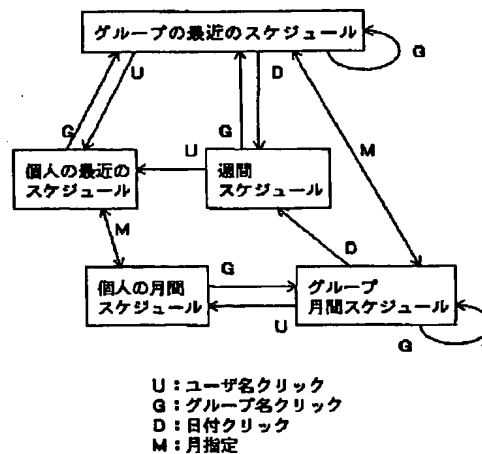 グループの最近のスケジュール
G
U
D
G
G
M
個人の最近の
スケジュール
U
週間
スケジュール
M
D
個人の月間
スケジュール
G
U
グループ
月間スケジュール
G
U:ユーザ名クリック
G:グループ名クリック
D:日付クリック
M:月指定